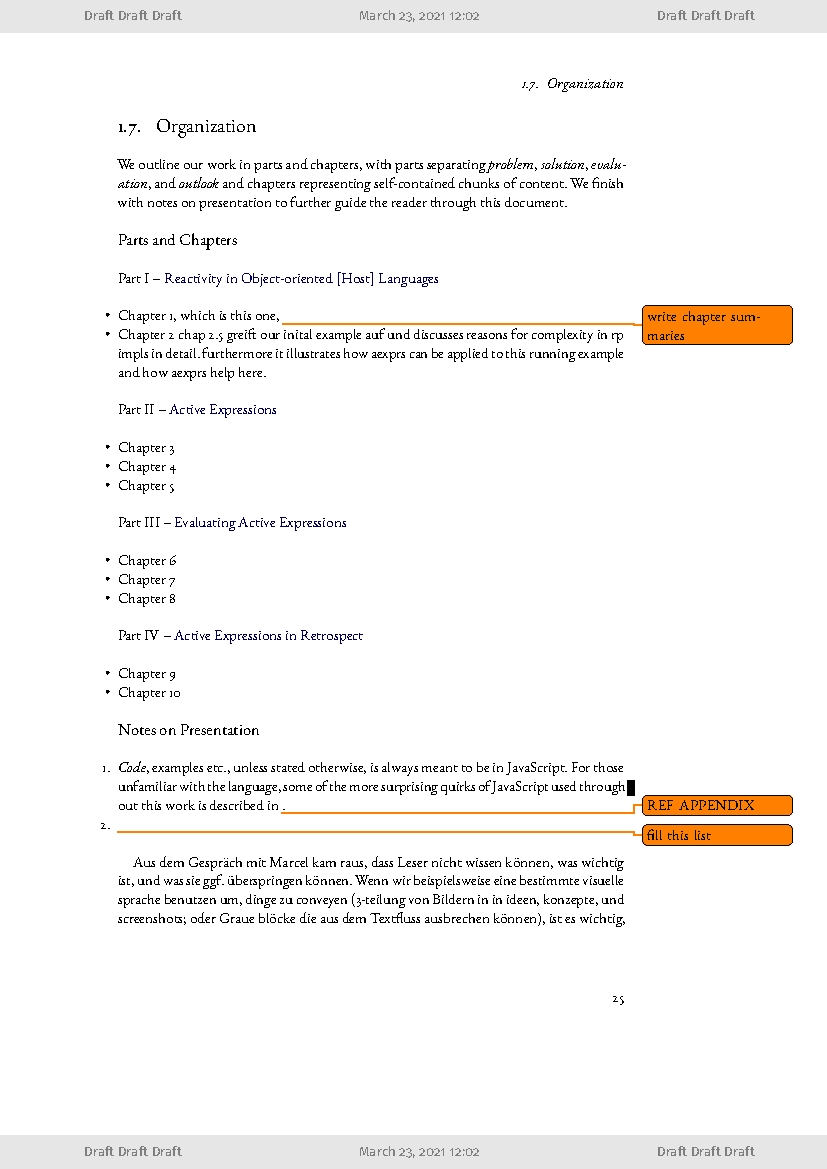 Draft Draft Draft March 23, 2021 12:02 Draft Draft Draft
1.7. Organization
1.7. Organization
We outline our work in parts and chapters, with parts separating problem, solution, evalu-
ation, and outlook and chapters representing self-contained chunks of content. We finish
with notes on presentation to further guide the reader through this document.
Parts and Chapters
Part I – Reactivity in Object-oriented [Host] Languages
• Chapter 1, which is this one,
write chapter sum-
maries
• Chapter 2 chap 2.5 greift our inital example auf und discusses reasons for complexity in rp
impls in detail. furthermore it illustrates how aexprs can be applied to this running example
and how aexprs help here.
Part II – Active Expressions
• Chapter 3
• Chapter 4
• Chapter 5
Part III – Evaluating Active Expressions
• Chapter 6
• Chapter 7
• Chapter 8
Part IV – Active Expressions in Retrospect
• Chapter 9
• Chapter 10
Notes on Presentation
1. Code, examples etc., unless stated otherwise, is always meant to be in JavaScript. For those
unfamiliar with the language, some of the more surprising quirks of JavaScript used through
out this work is described in .
REF APPENDIX
2.
fill this list
Aus dem Gespräch mit Marcel kam raus, dass Leser nicht wissen können, was wichtig
ist, und was sie ggf. überspringen können. Wenn wir beispielsweise eine bestimmte visuelle
sprache benutzen um, dinge zu conveyen (3-teilung von Bildern in in ideen, konzepte, und
screenshots; oder Graue blöcke die aus dem Textfluss ausbrechen können), ist es wichtig,
25
Draft Draft Draft March 23, 2021 12:02 Draft Draft Draft